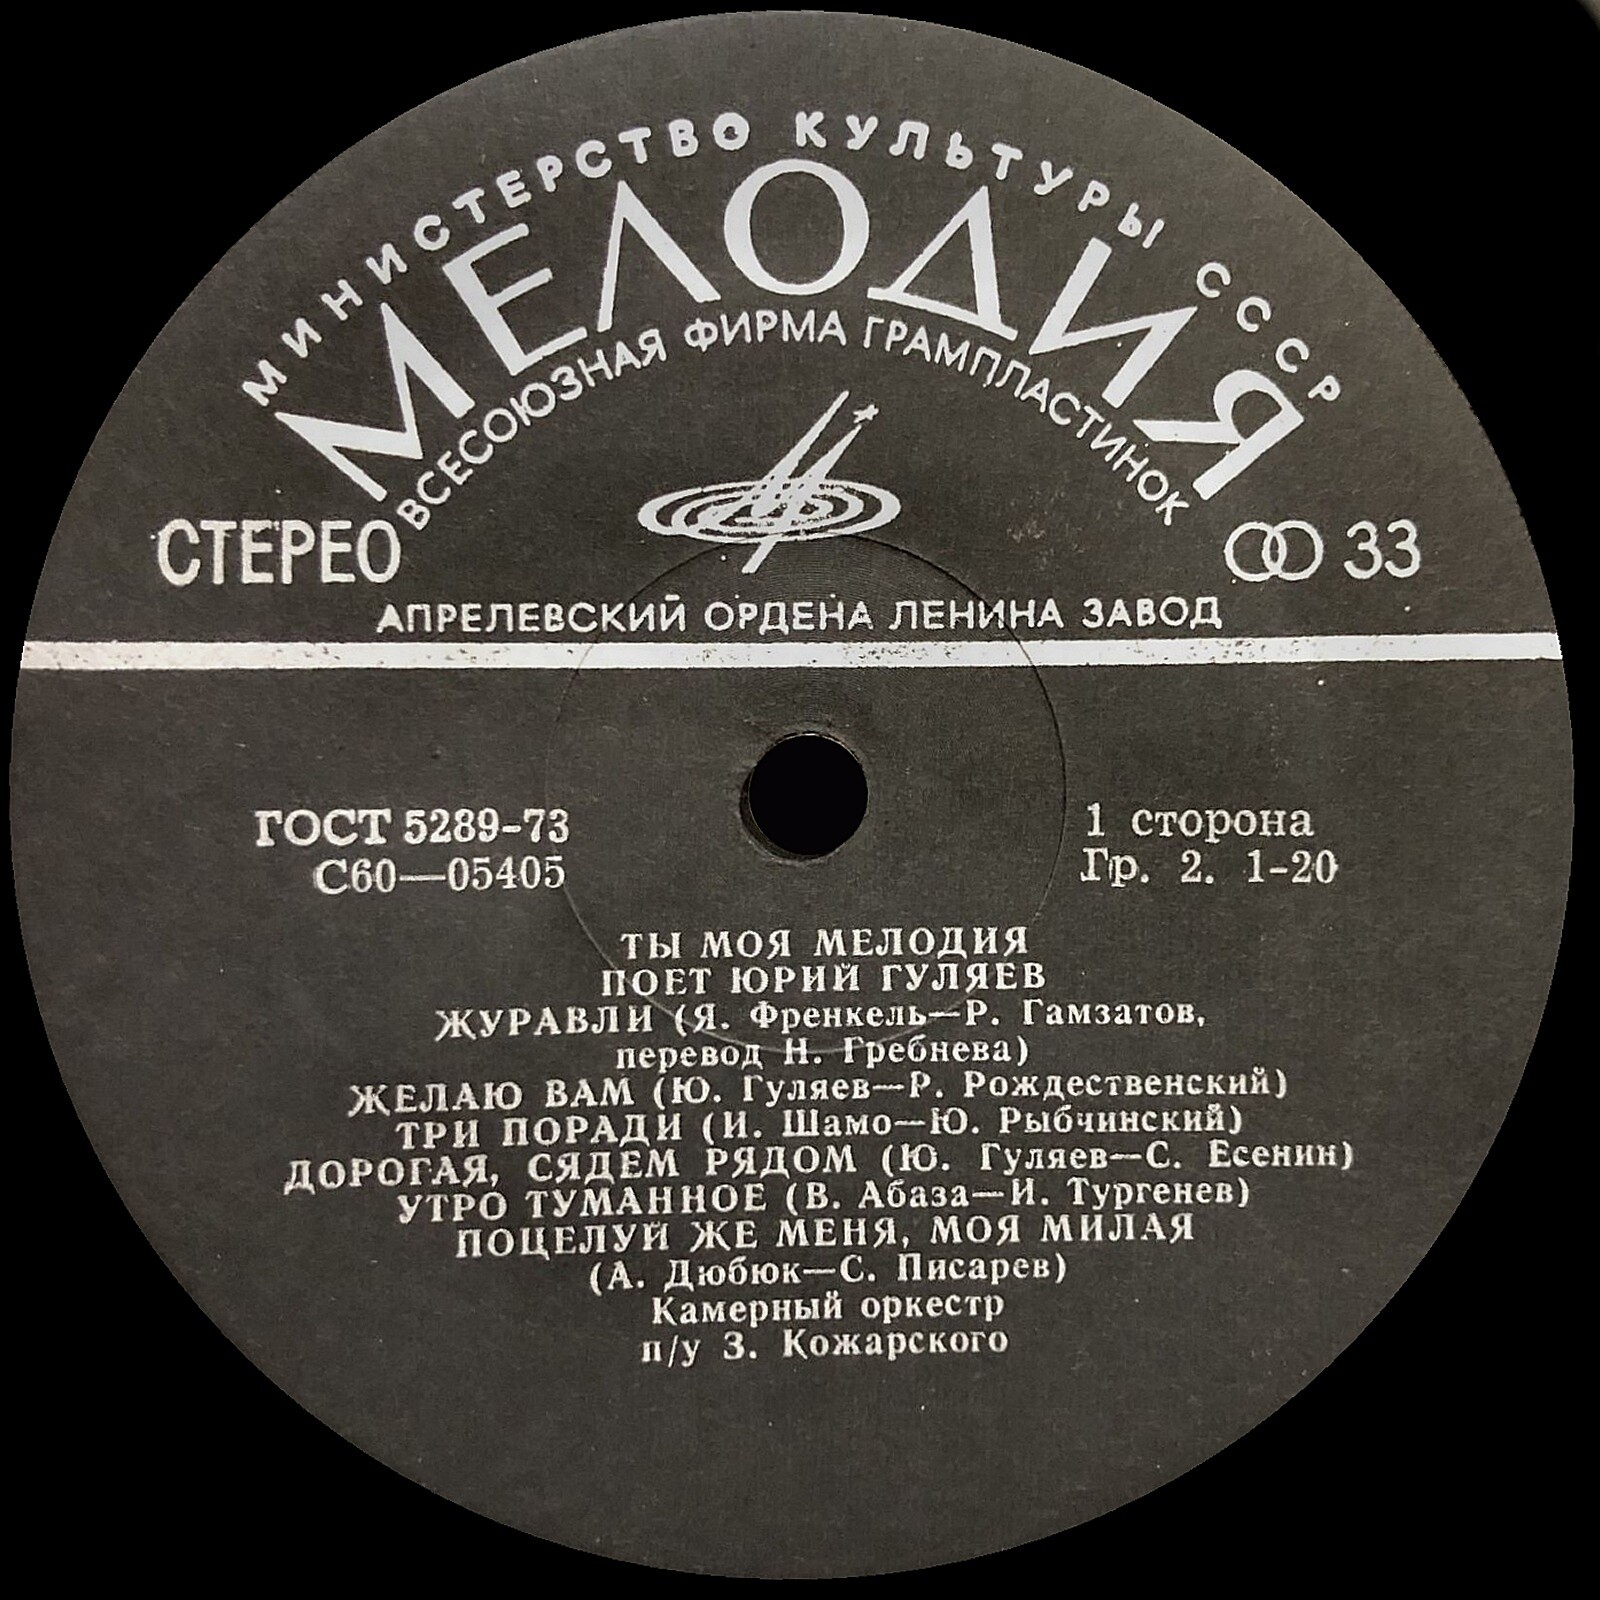 МИНИСТЕРСТВО КУЛЬТУРЫ СССР
МЕЛОДИЯ
ВСЕСОЮЗНАЯ ФИРМА ГРАМПЛАСТИНОК
СТЕРЕО
33
АПРЕЛЕВСКИЙ ОРДЕНА ЛЕНИНА ЗАВОД
ГОСТ 5289-73
С60—05405
1 сторона
Гр. 2. 1-20
ТЫ МОЯ МЕЛОДИЯ
ПОЕТ ЮРИЙ ГУЛЯЕВ
ЖУРАВЛИ (Я. Френкель—Р. Гамзатов,
перевод Н. Гребнева)
ЖЕЛАЮ ВАМ (Ю. Гуляев—Р. Рождественский)
ТРИ ПОРАДИ (И. Шамо—Ю. Рыбчинский)
ДОРОГАЯ, СЯДЕМ РЯДОМ (Ю. Гуляев—С. Есенин)
УТРО ТУМАННОЕ (В. Абаза—И. Тургенев)
ПОЦЕЛУЙ ЖЕ МЕНЯ, МОЯ МИЛАЯ
(А. Дюбюк—С. Писарев)
Камерный оркестр
п/у З. Кожарского